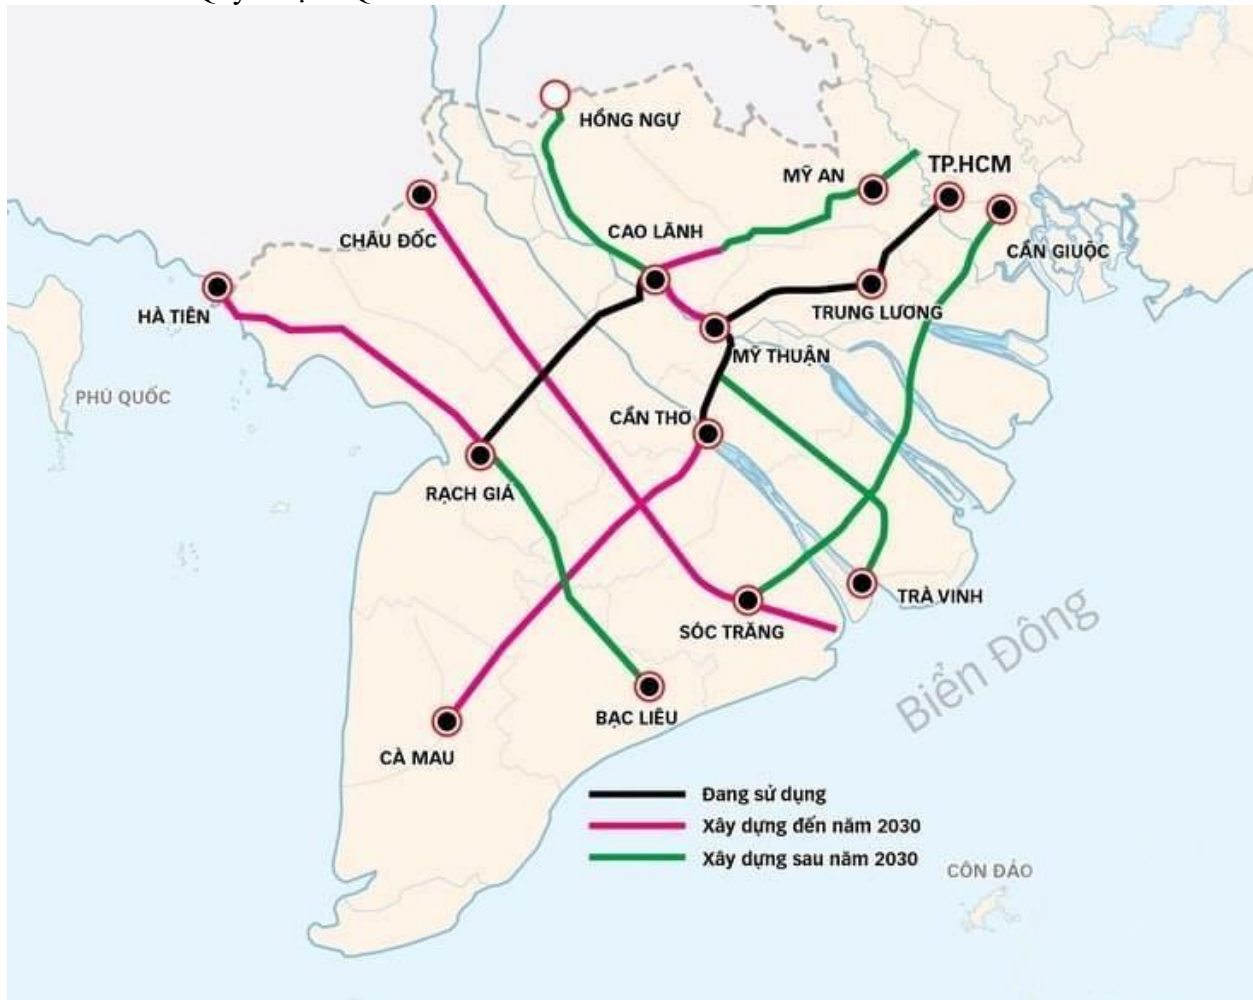 HỒNG NGỰ
MỸ AN
TP.HCM
CHÂU ĐỐC
CAO LÃNH
CẦN GIUỘC
HÀ TIÊN
TRUNG LƯƠNG
MỸ THUẬN
PHÚ QUỐC
CẦN THƠ
RẠCH GIÁ
TRÀ VINH
SÓC TRĂNG
Biển Đông
BẠC LIÊU
CÀ MAU
Đang sử dụng
Xây dựng đến năm 2030
Xây dựng sau năm 2030
CÔN ĐẢO